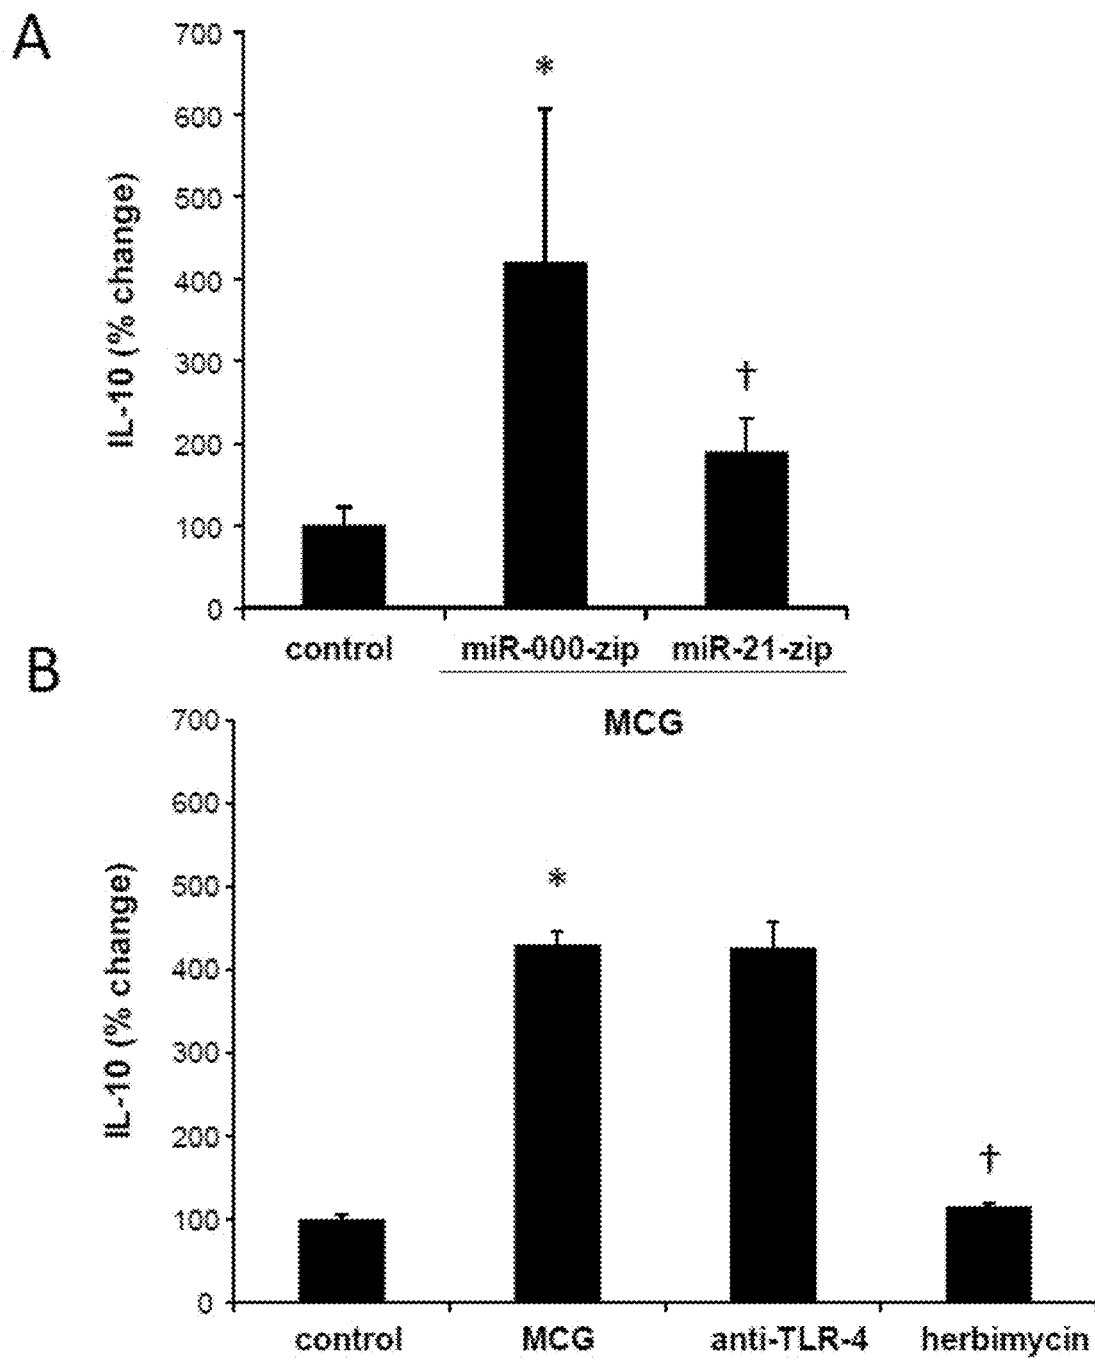 A
700
600
500
400
300
200
100
0
IL-10 (% change)
*
†
control
miR-000-zip
miR-21-zip
MCG
B
700
600
500
400
300
200
100
0
IL-10 (% change)
*
†
control
MCG
anti-TLR-4
herbimycin